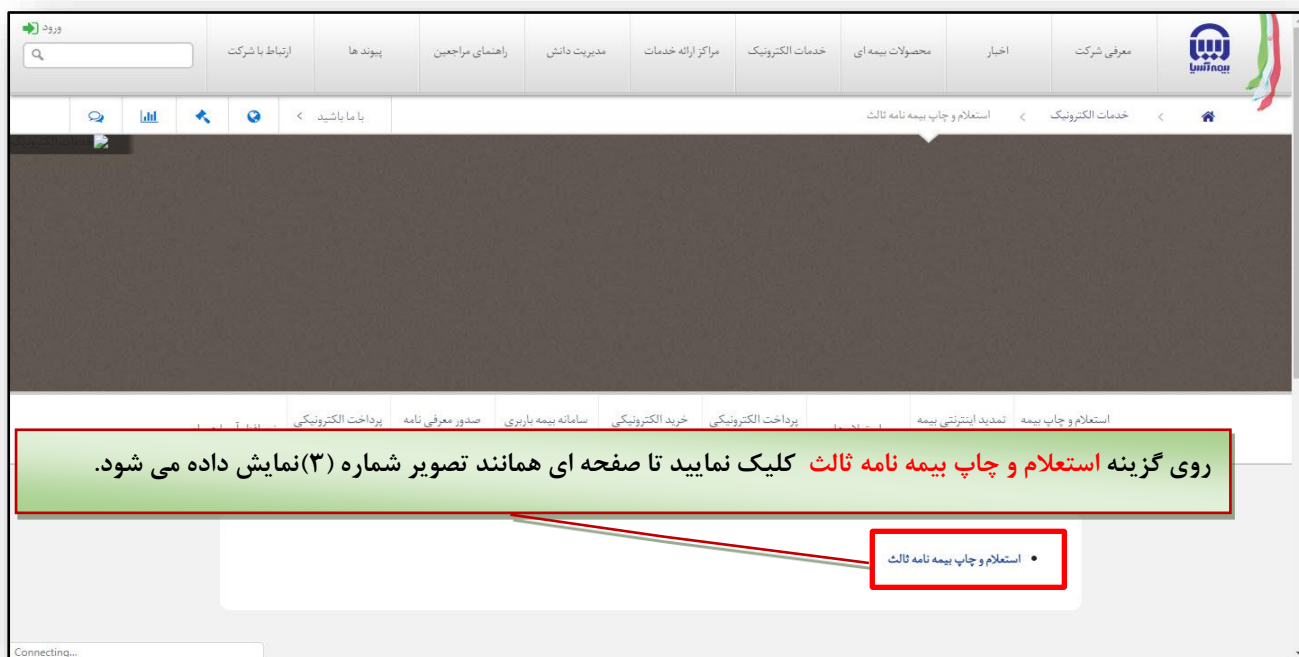 ورود
معرفی شرکت اخبار محصولات بیمه ای خدمات الکترونیک مراکز ارائه خدمات مدیریت دانش راهنمای مراجعین پیوند ها ارتباط با شرکت
بیمه آسیا
خدمات الکترونیک > استعلام و چاپ بیمه نامه ثالث با ما باشید >
استعلام و چاپ بیمه تمدید اینترنتی بیمه پرداخت الکترونیکی خرید الکترونیکی سامانه بیمه باربری صدور معرفی نامه پرداخت الکترونیکی
روی گزینه استعلام و چاپ بیمه نامه ثالث کلیک نمایید تا صفحه ای همانند تصویر شماره (۳)نمایش داده می شود.
• استعلام و چاپ بیمه نامه ثالث
Connecting...